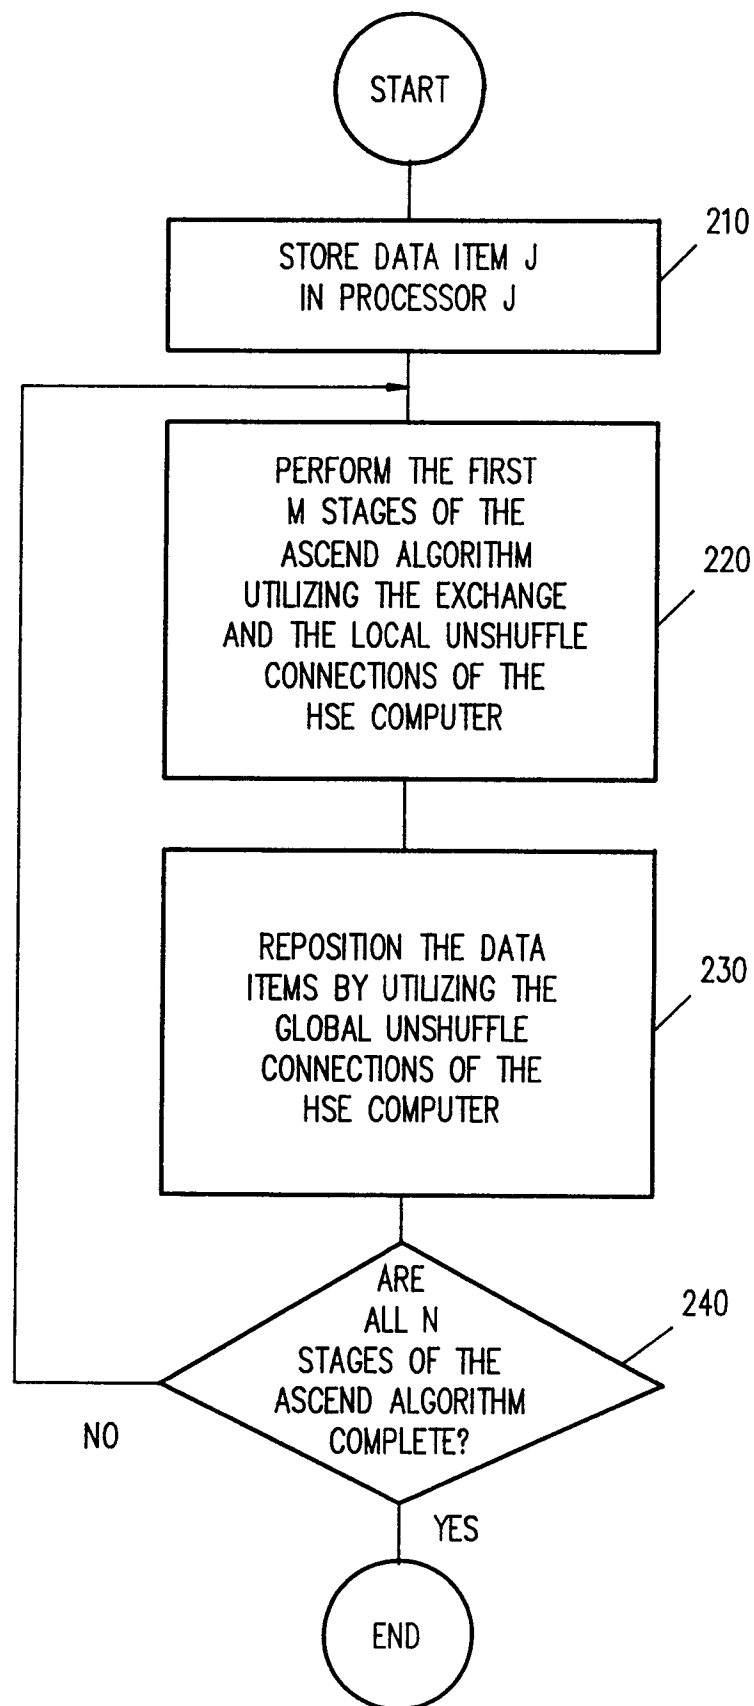 START
210
STORE DATA ITEM J
IN PROCESSOR J
PERFORM THE FIRST
M STAGES OF THE
ASCEND ALGORITHM
UTILIZING THE EXCHANGE
AND THE LOCAL UNSHUFFLE
CONNECTIONS OF THE
HSE COMPUTER
220
REPOSITION THE DATA
ITEMS BY UTILIZING THE
GLOBAL UNSHUFFLE
CONNECTIONS OF THE
HSE COMPUTER
230
ARE
ALL N
STAGES OF THE
ASCEND ALGORITHM
COMPLETE?
240
NO
YES
END